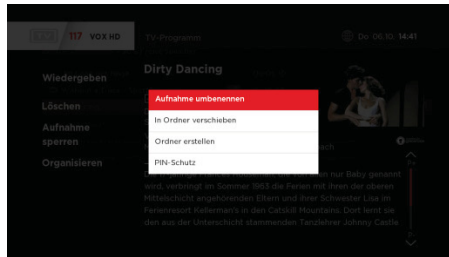 117 VOX HD
TV-Programm
Do 06.10. 14:41
Dirty Dancing
Wiedergeben
Löschen
Aufnahme
sperren
Organisieren
Aufnahme umbenennen
In Ordner verschieben
Ordner erstellen
PIN-Schutz
nur Baby genannt
wird, verbringt im Sommer 1963 die Ferien mit ihren der oberen
Mittelschicht angehörenden Eltern und ihrer Schwester Lisa im
Ferienresort Kellerman's in den Catskill Mountains. Dort lernt sie
den aus der Unterschicht stammenden Tanzlehrer Johnny Castle